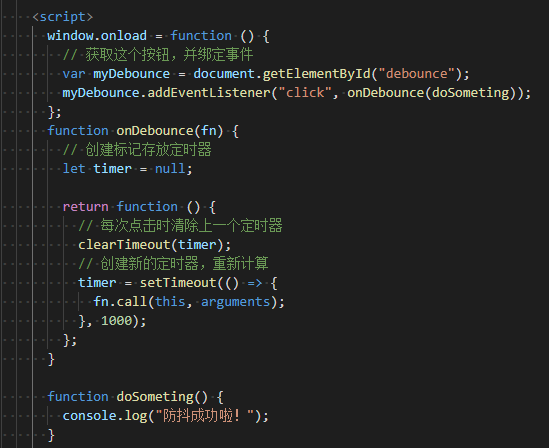 <script>
window.onload = function () {
// 获取这个按钮，并绑定事件
var myDebounce = document.getElementById("debounce");
myDebounce.addEventListener("click", onDebounce(doSometing));
};
function onDebounce(fn) {
// 创建标记存放定时器
let timer = null;
return function () {
// 每次点击时清除上一个定时器
clearTimeout(timer);
// 创建新的定时器，重新计算
timer = setTimeout(() => {
fn.call(this, arguments);
}, 1000);
};
}
function doSometing() {
console.log("防抖成功啦！");
}